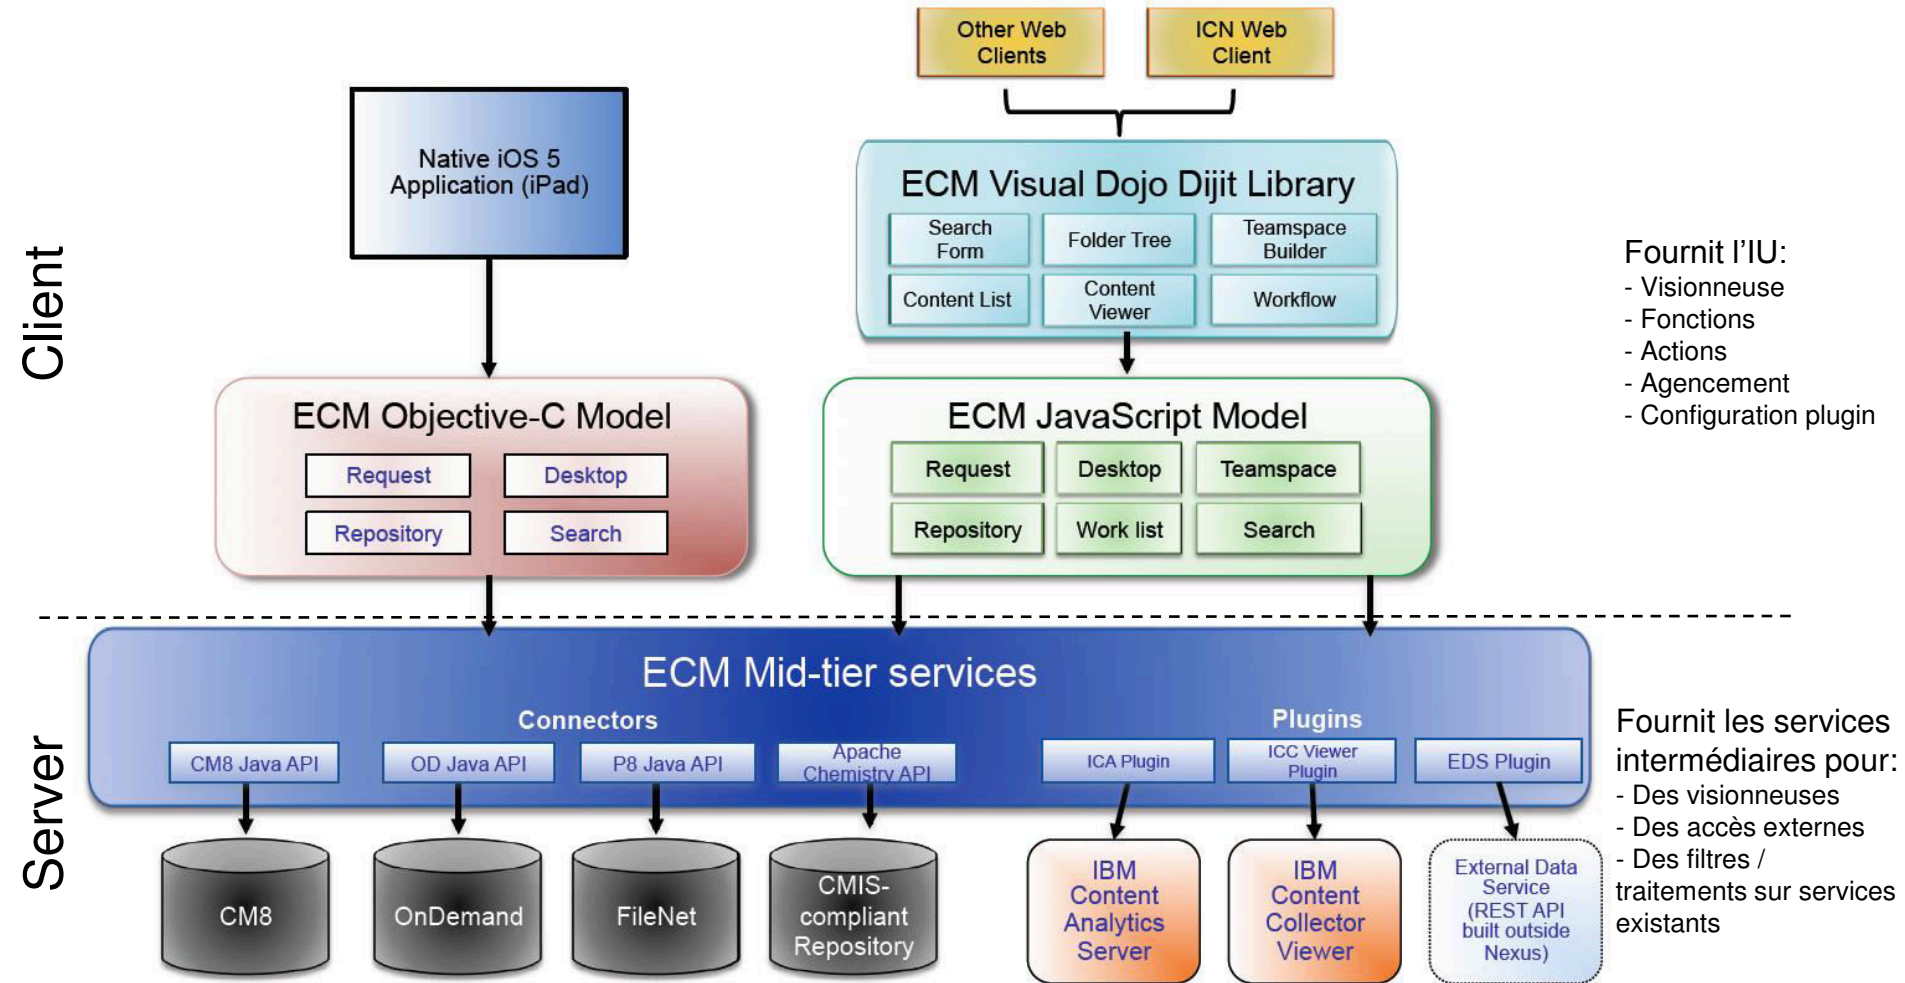 Other Web
Clients
ICN Web
Client
Native iOS 5
Application (iPad)
ECM Visual Dojo Dijit Library
Search
Form
Folder Tree
Teamspace
Builder
Content List
Content
Viewer
Workflow
Client
Fournit l'IU:
- Visionneuse
- Fonctions
- Actions
- Agencement
- Configuration plugin
ECM Objective-C Model
Request
Desktop
Repository
Search
ECM JavaScript Model
Request
Desktop
Teamspace
Repository
Work list
Search
Server
ECM Mid-tier services
Connectors
Plugins
CM8 Java API
OD Java API
P8 Java API
Apache
Chemistry API
ICA Plugin
ICC Viewer
Plugin
EDS Plugin
CM8
OnDemand
FileNet
CMIS-
compliant
Repository
IBM
Content
Analytics
Server
IBM
Content
Collector
Viewer
External Data
Service
(REST API
built outside
Nexus)
Fournit les services
intermédiaires pour:
- Des visionneuses
- Des accès externes
- Des filtres /
traitements sur services
existants